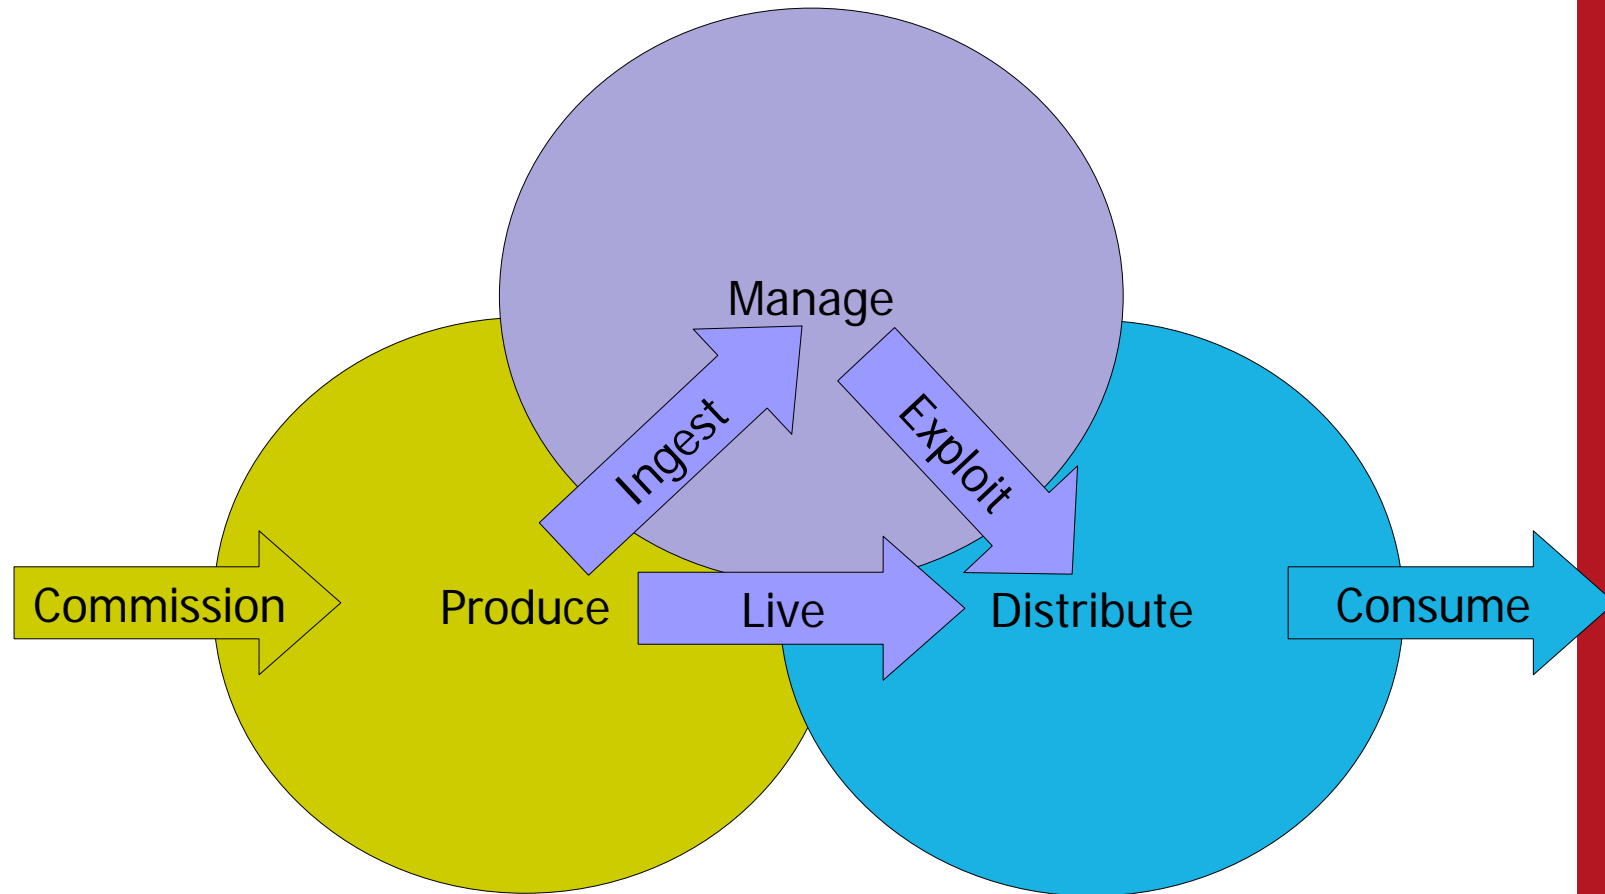 Manage
Ingest
Exploit
Commission
Produce
Live
Distribute
Consume